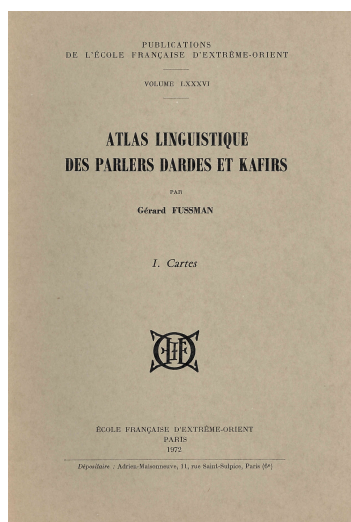 PUBLICATIONS
DE L'ÉCOLE FRANÇAISE D'EXTRÊME-ORIENT
VOLUME LXXXVI
ATLAS LINGUISTIQUE
DES PARLERS DARDES ET KAFIRS
PAR
Gérard FUSSMAN
I. Cartes
ÉCOLE FRANÇAISE D'EXTRÊME-ORIENT
PARIS
1972
Dépositaire : Adrien-Maisonneuve, 11, rue Saint-Sulpice, Paris (6e)